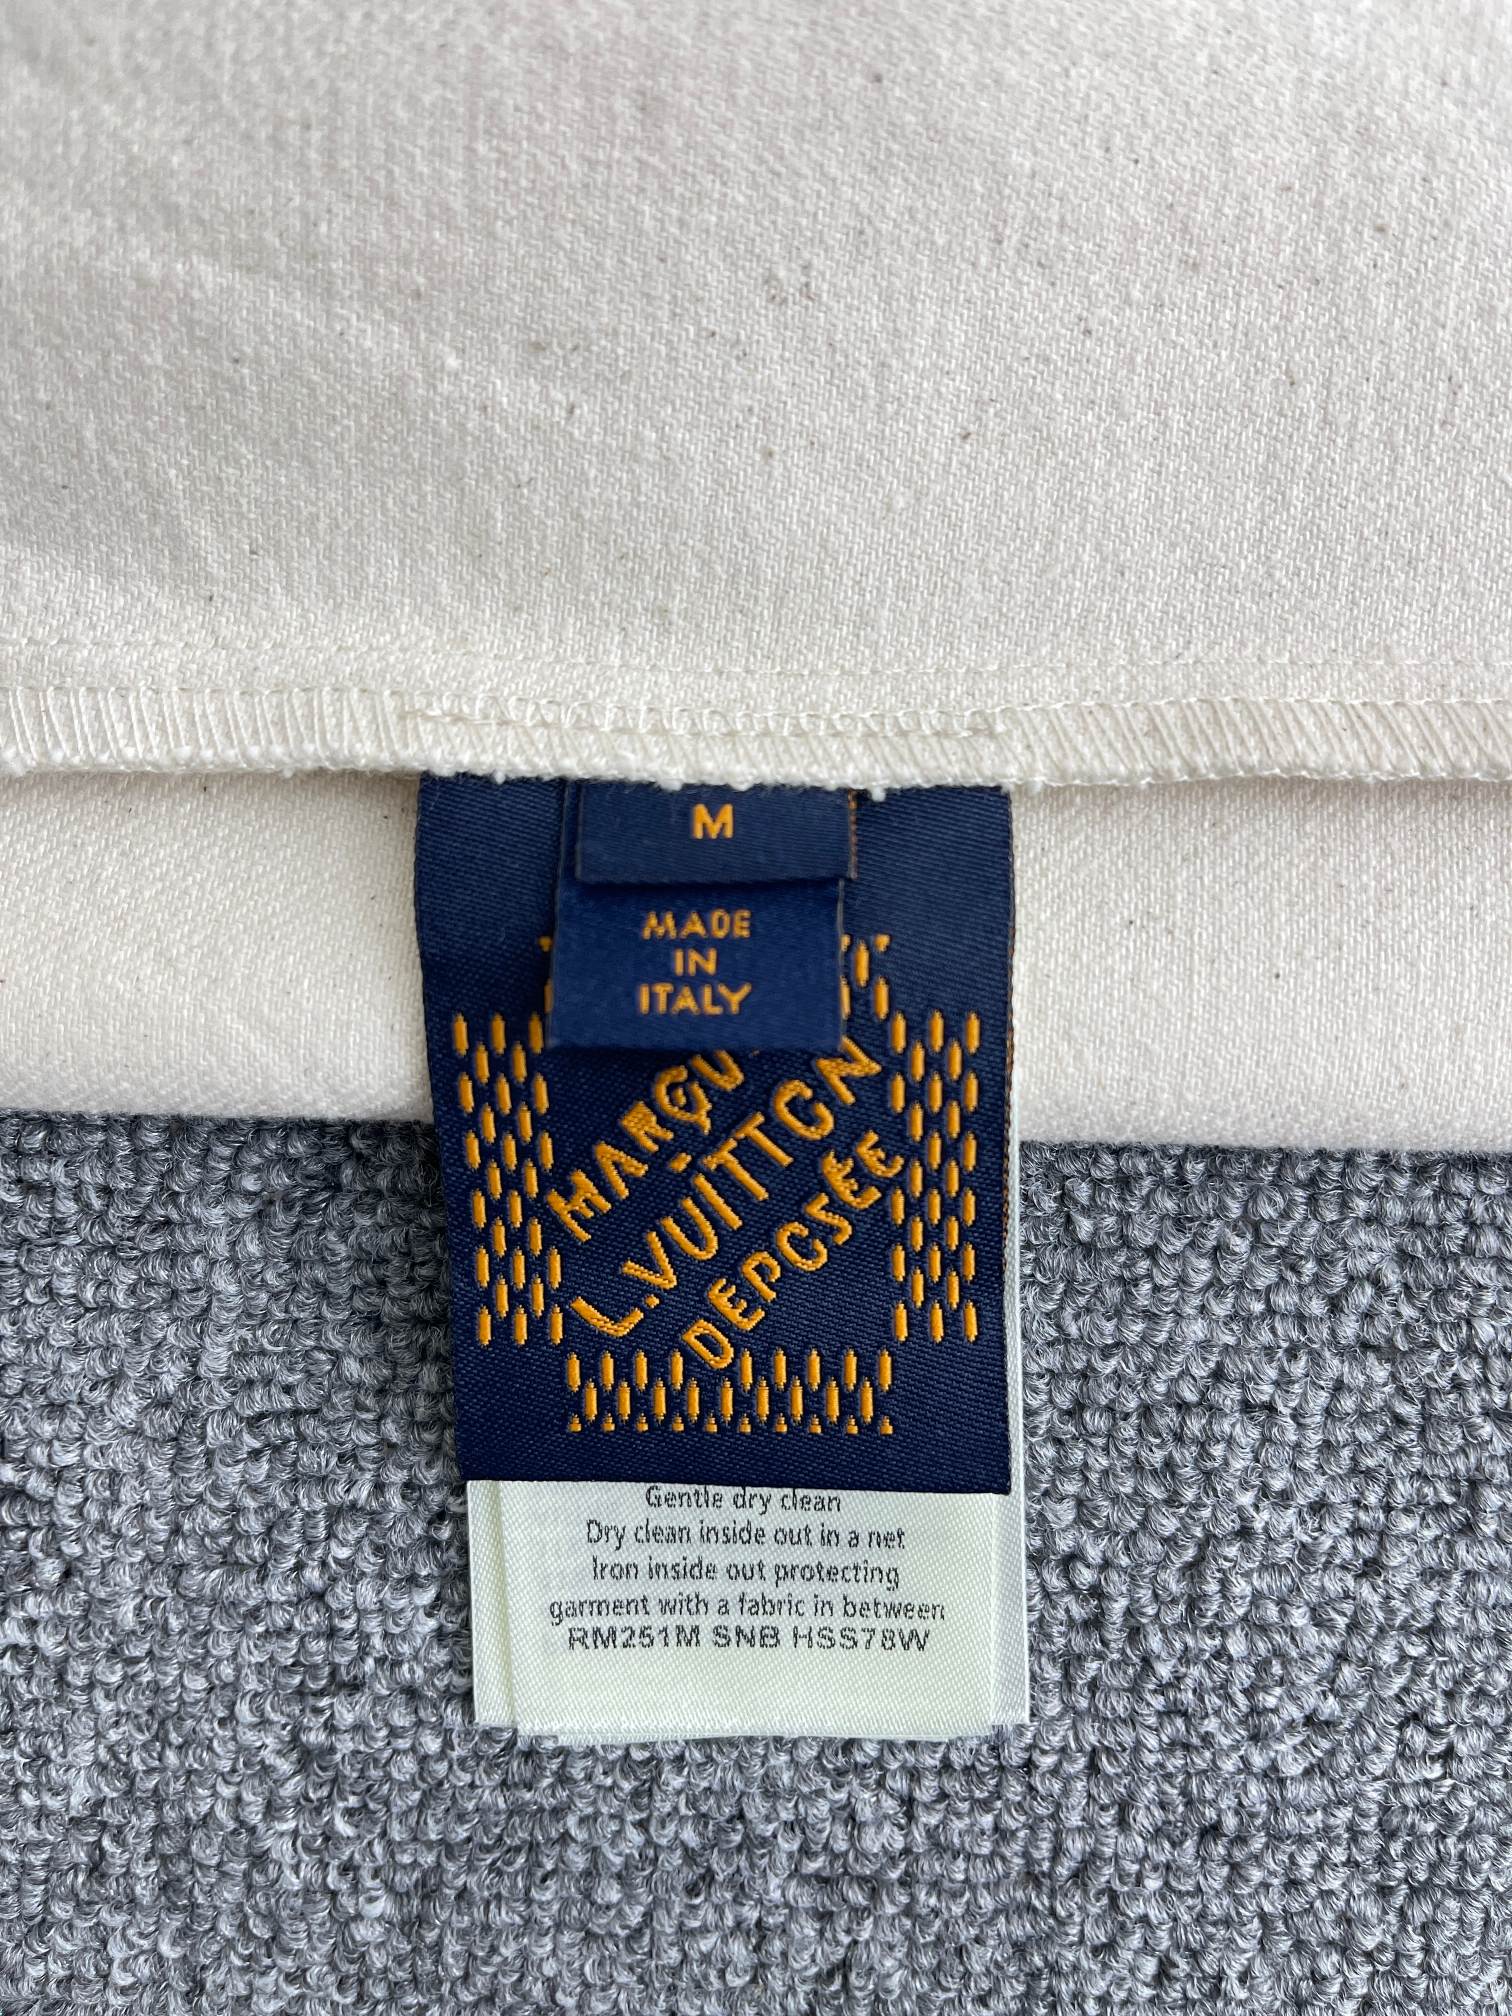 M
MADE
IN
ITALY
MARQU
L.VUITTON
DEPOSÉE
Gentle dry clean
Dry clean inside out in a net
Iron inside out protecting
garment with a fabric in between
RM251M SNB HSS78W